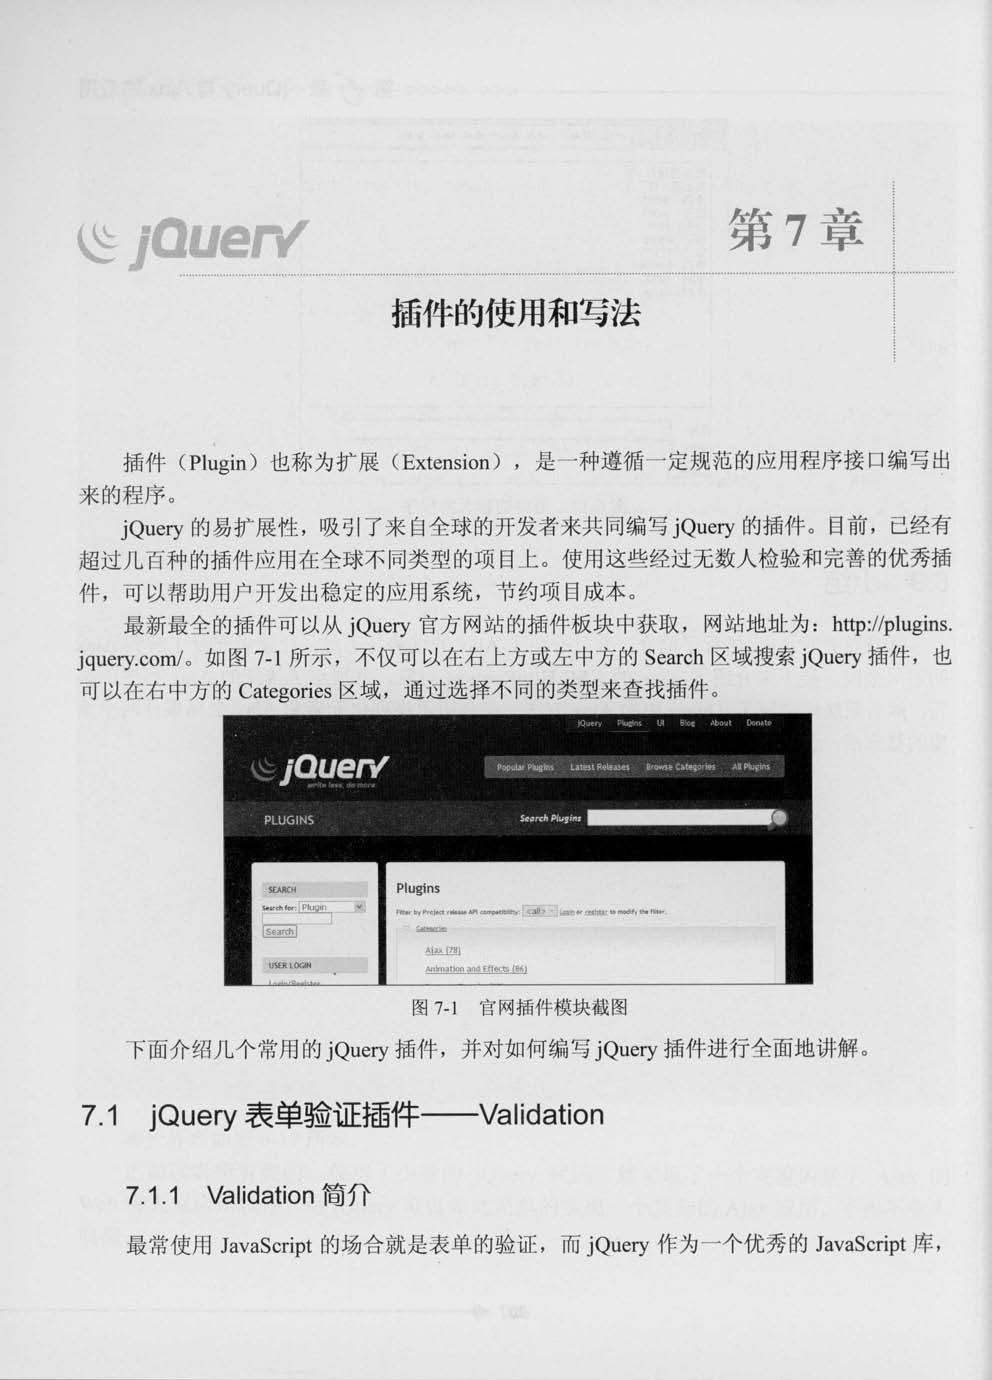 jQuery
第 7 章
插件的使用和写法
插件（Plugin）也称为扩展（Extension），是一种遵循一定规范的应用程序接口编写出
来的程序。
jQuery 的易扩展性，吸引了来自全球的开发者来共同编写 jQuery 的插件。目前，已经有
超过几百种的插件应用在全球不同类型的项目上。使用这些经过无数人检验和完善的优秀插
件，可以帮助用户开发出稳定的应用系统，节约项目成本。
最新最全的插件可以从 jQuery 官方网站的插件板块中获取，网站地址为：http://plugins.
jquery.com/。如图 7-1 所示，不仅可以在右上方或左中方的 Search 区域搜索 jQuery 插件，也
可以在右中方的 Categories 区域，通过选择不同的类型来查找插件。
jQuery Plugins UI Blog About Donate
jQuery
write less, do more.
Popular Plugins Latest Releases Browse Categories All Plugins
PLUGINS
Search Plugins
SEARCH
Search for: Plugin
Search
USER LOGIN
Login/Register
Plugins
Filter by Project release API compatibility: <all> Login or register to modify the filter.
Categories
Ajax (78)
Animation and Effects (86)
图 7-1 官网插件模块截图
下面介绍几个常用的 jQuery 插件，并对如何编写 jQuery 插件进行全面地讲解。
7.1 jQuery 表单验证插件——Validation
7.1.1 Validation 简介
最常使用 JavaScript 的场合就是表单的验证，而 jQuery 作为一个优秀的 JavaScript 库，